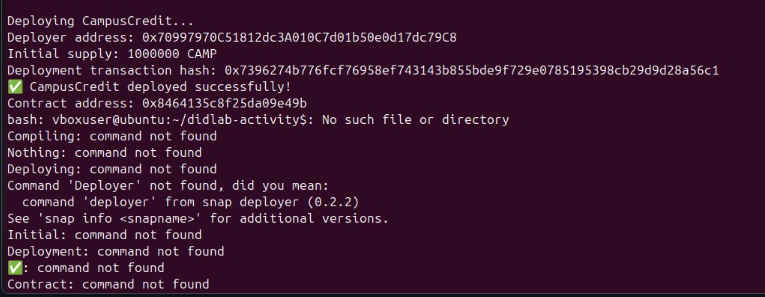 Deploying CampusCredit...
Deployer address: 0x70997970C51812dc3A010C7d01b50e0d17dc79C8
Initial supply: 1000000 CAMP
Deployment transaction hash: 0x7396274b776fcf76958ef743143b855bde9f729e0785195398cb29d9d28a56c1
✅ CampusCredit deployed successfully!
Contract address: 0x8464135c8f25da09e49b
bash: vboxuser@ubuntu:~/didlab-activity$: No such file or directory
Compiling: command not found
Nothing: command not found
Deploying: command not found
Command 'Deployer' not found, did you mean:
  command 'deployer' from snap deployer (0.2.2)
See 'snap info <snapname>' for additional versions.
Initial: command not found
Deployment: command not found
✅: command not found
Contract: command not found